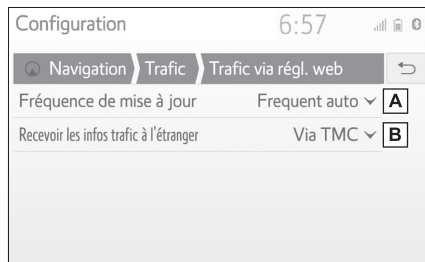 Configuration 6:57
Navigation Trafic Trafic via régl. web
Fréquence de mise à jour Frequent auto A
Recevoir les infos trafic à l'étranger Via TMC B